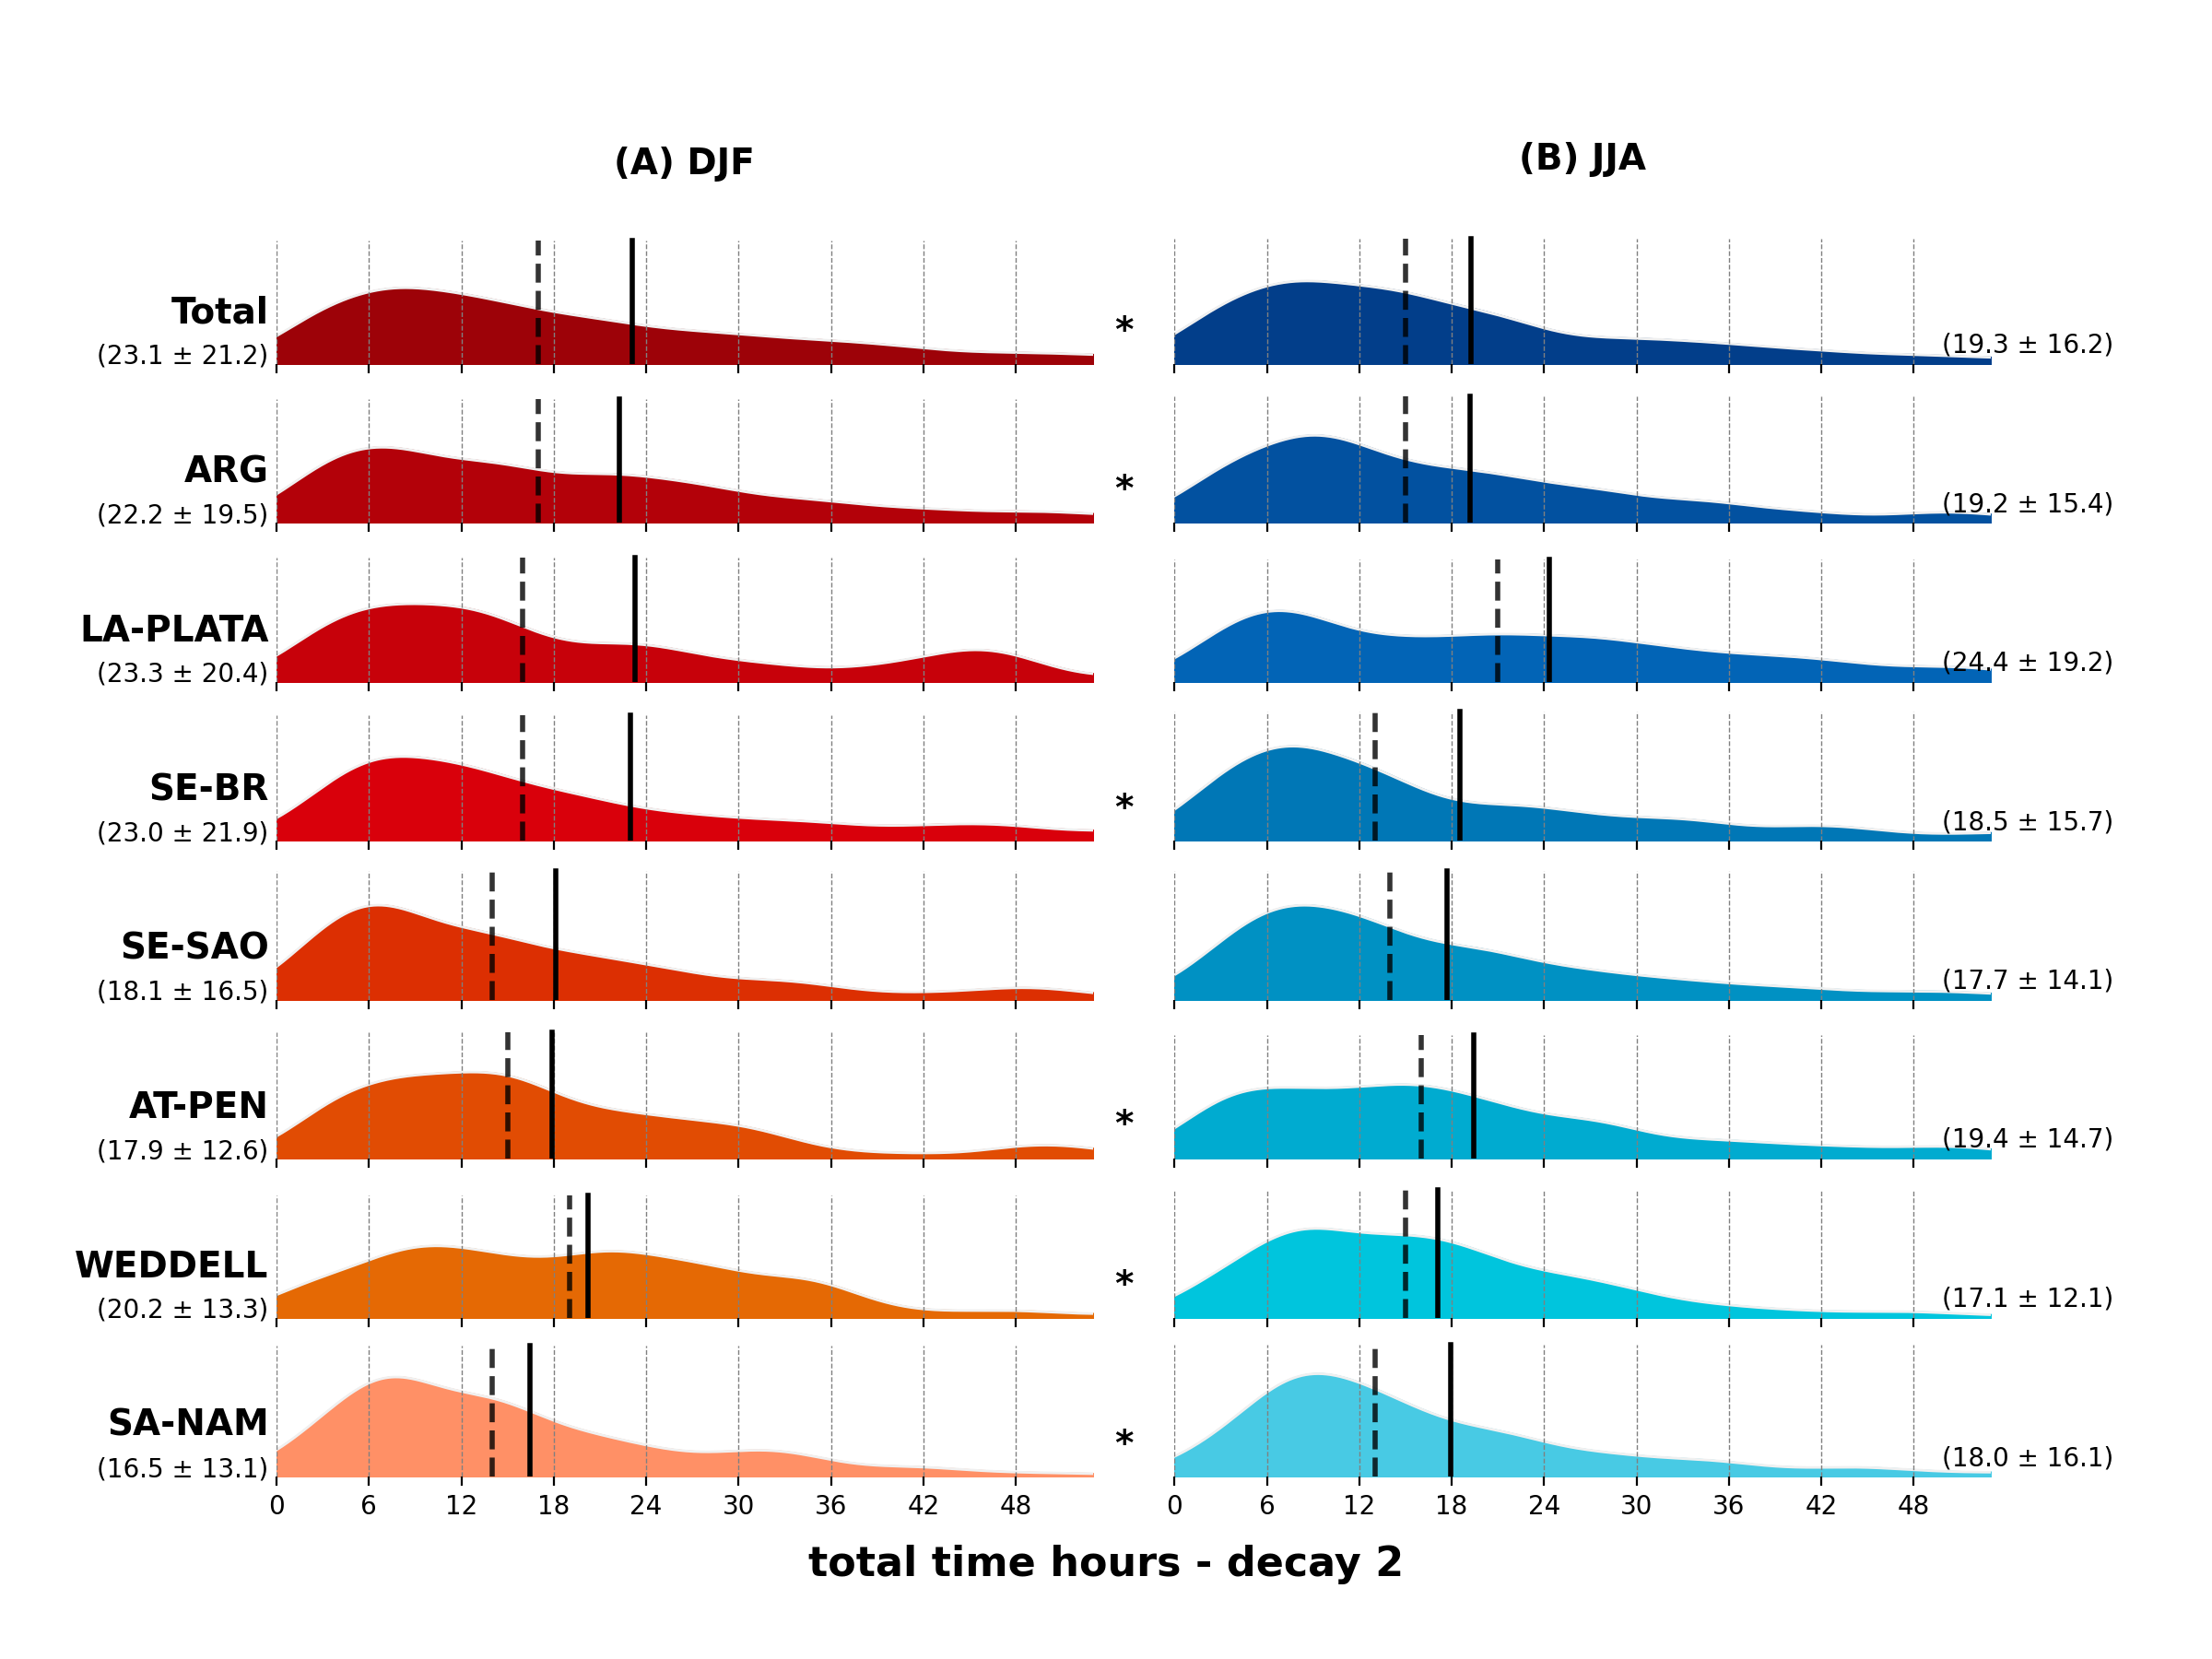 (A) DJF
(B) JJA
Total
(23.1 ± 21.2)
*
(19.3 ± 16.2)
ARG
(22.2 ± 19.5)
*
(19.2 ± 15.4)
LA-PLATA
(23.3 ± 20.4)
(24.4 ± 19.2)
SE-BR
(23.0 ± 21.9)
*
(18.5 ± 15.7)
SE-SAO
(18.1 ± 16.5)
(17.7 ± 14.1)
AT-PEN
(17.9 ± 12.6)
*
(19.4 ± 14.7)
WEDDELL
(20.2 ± 13.3)
*
(17.1 ± 12.1)
SA-NAM
(16.5 ± 13.1)
*
(18.0 ± 16.1)
0 6 12 18 24 30 36 42 48
0 6 12 18 24 30 36 42 48
total time hours - decay 2